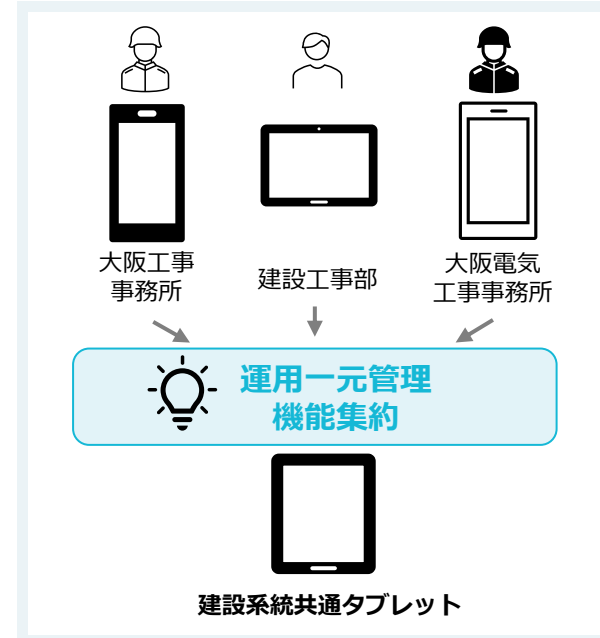 大阪工事
事務所
建設工事部
大阪電気
工事事務所
運用一元管理
機能集約
建設系統共通タブレット